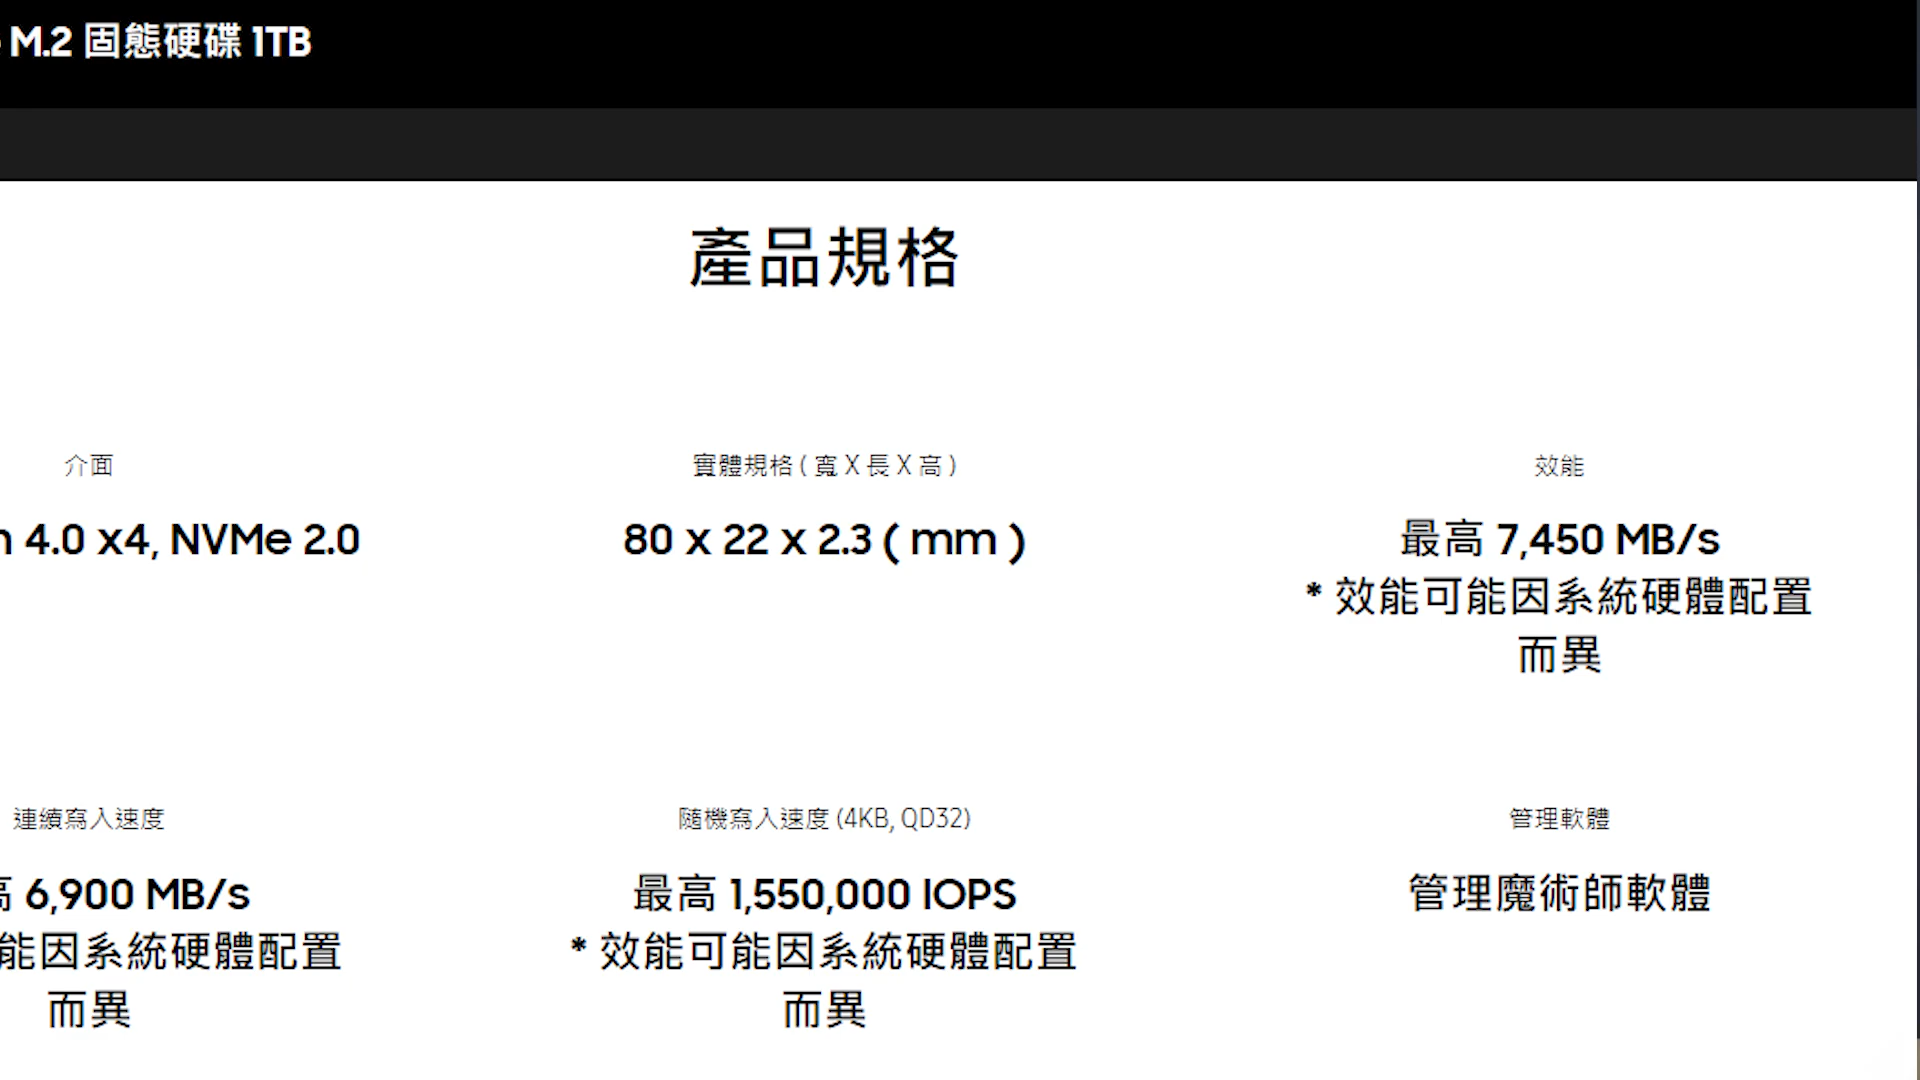 M.2 固態硬碟 1TB
產品規格
介面
實體規格 ( 寬 X 長 X 高 )
效能
4.0 x4, NVMe 2.0
80 x 22 x 2.3 ( mm )
最高 7,450 MB/s
* 效能可能因系統硬體配置
而異
連續寫入速度
隨機寫入速度 (4KB, QD32)
管理軟體
高 6,900 MB/s
最高 1,550,000 IOPS
管理魔術師軟體
能因系統硬體配置
* 效能可能因系統硬體配置
而異
而異